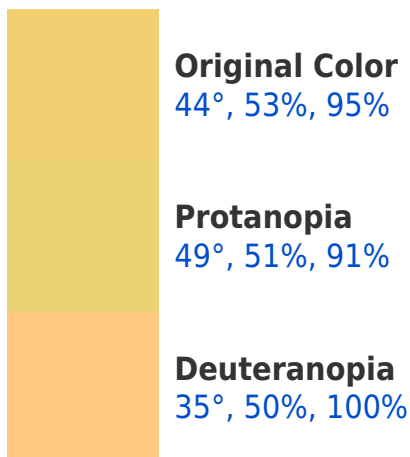 Original Color
44°, 53%, 95%
Protanopia
49°, 51%, 91%
Deuteranopia
35°, 50%, 100%